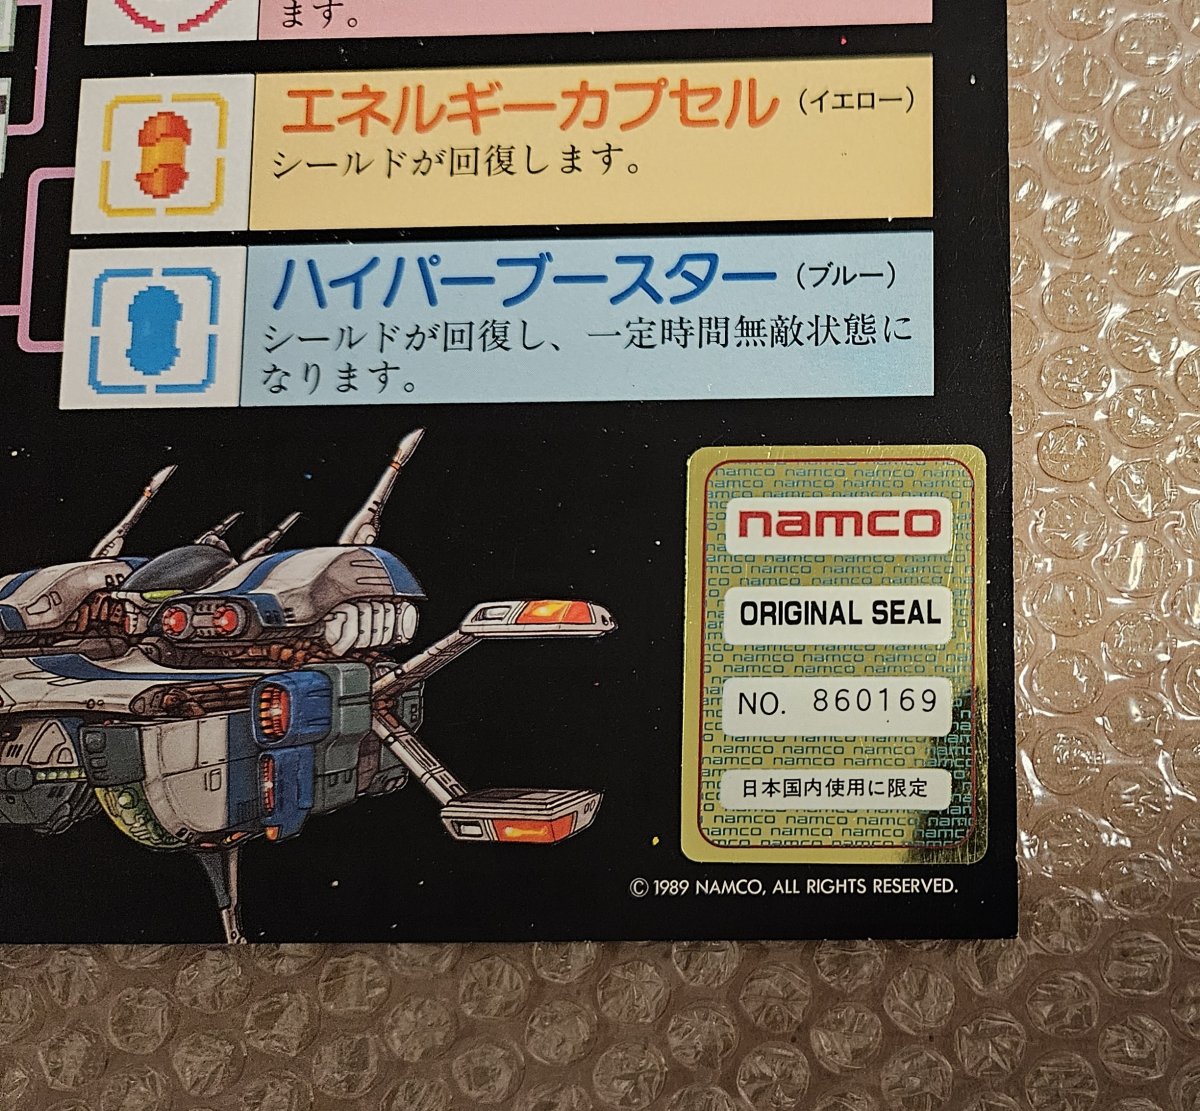 ます。
エネルギーカプセル（イエロー）
シールドが回復します。
ハイパーブースター（ブルー）
シールドが回復し、一定時間無敵状態に
なります。
namco
ORIGINAL SEAL
NO. 860169
日本国内使用に限定
© 1989 NAMCO, ALL RIGHTS RESERVED.